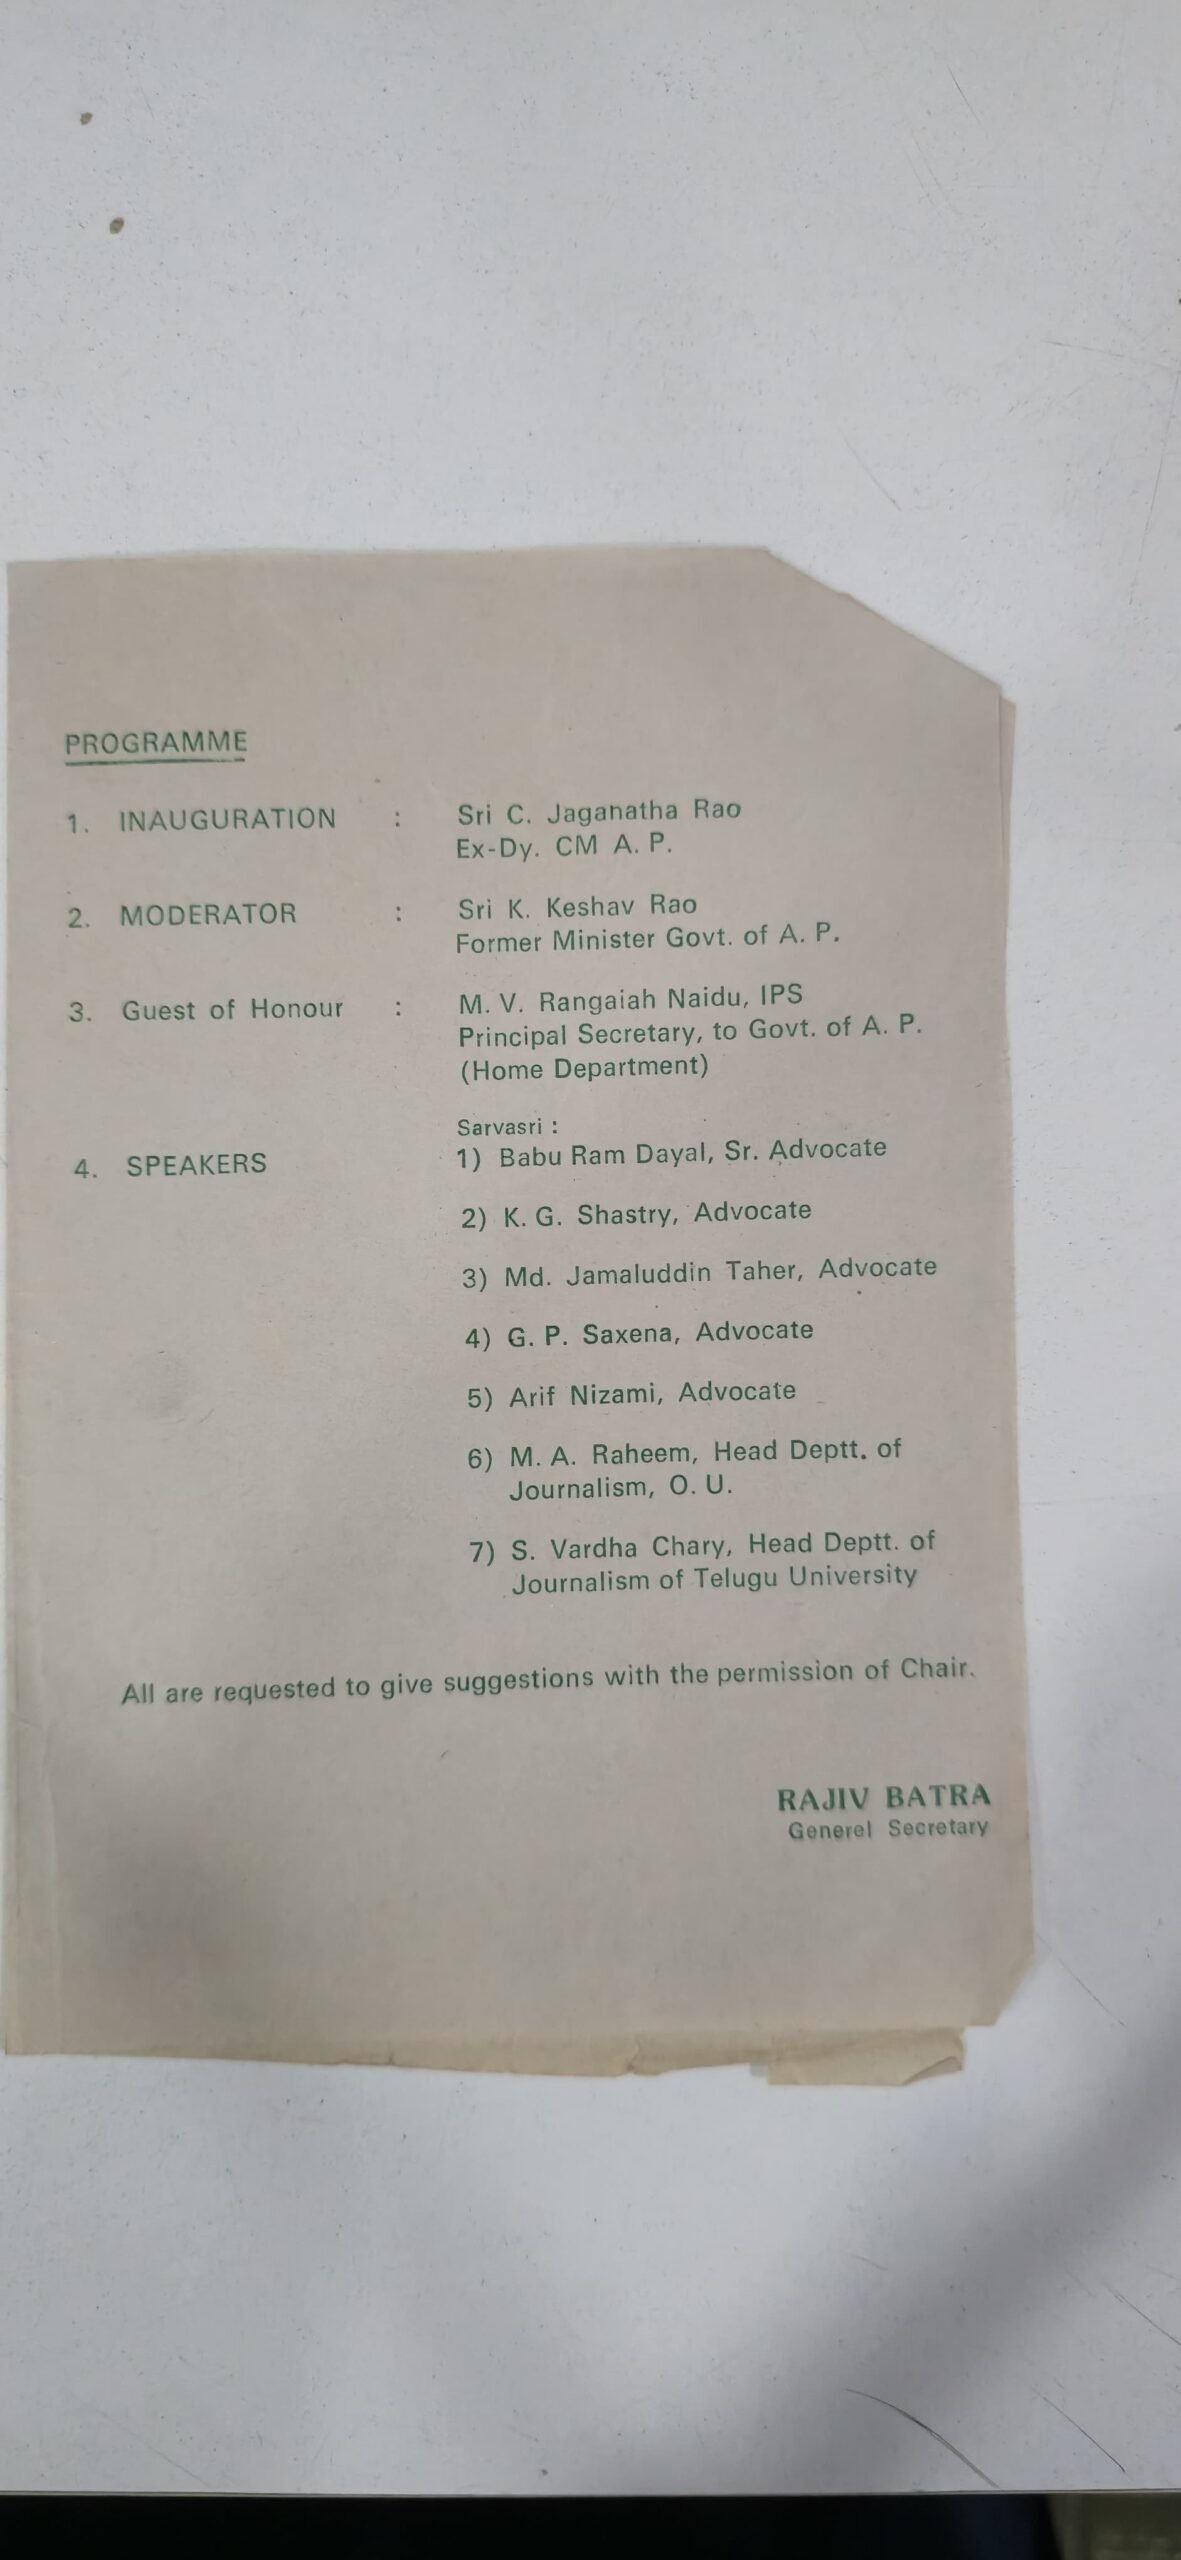 PROGRAMME
1. INAUGURATION : Sri C. Jaganatha Rao
Ex-Dy. CM A. P.
2. MODERATOR : Sri K. Keshav Rao
Former Minister Govt. of A. P.
3. Guest of Honour : M. V. Rangaiah Naidu, IPS
Principal Secretary, to Govt. of A. P.
(Home Department)
Sarvasri :
4. SPEAKERS 1) Babu Ram Dayal, Sr. Advocate
2) K. G. Shastry, Advocate
3) Md. Jamaluddin Taher, Advocate
4) G. P. Saxena, Advocate
5) Arif Nizami, Advocate
6) M. A. Raheem, Head Deptt. of
Journalism, O. U.
7) S. Vardha Chary, Head Deptt. of
Journalism of Telugu University
All are requested to give suggestions with the permission of Chair.
RAJIV BATRA
Generel Secretary